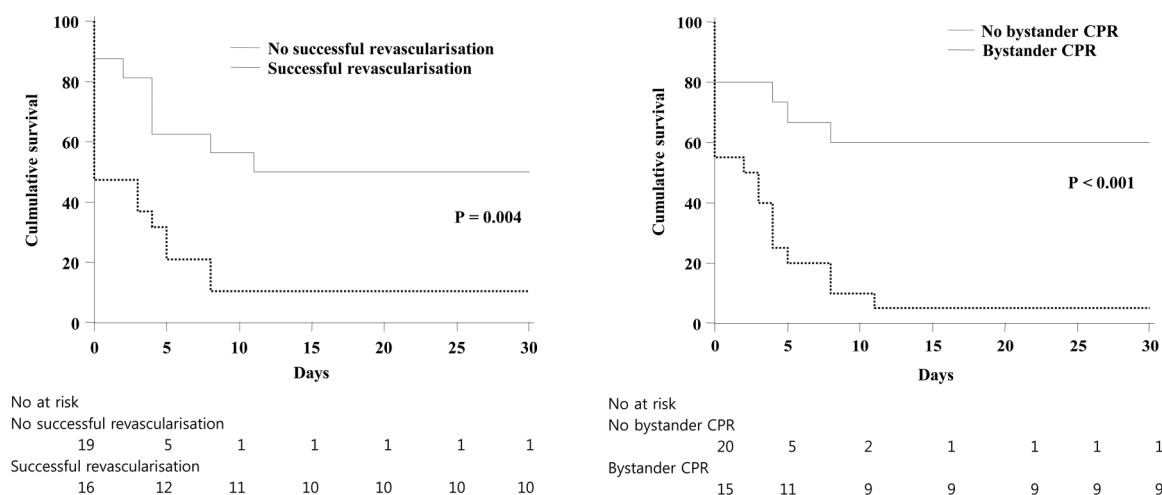 100
80
60
40
20
0
Culmulative survival
No successful revascularisation
Successful revascularisation
P = 0.004
0 5 10 15 20 25 30
Days
No at risk
No successful revascularisation
19 5 1 1 1 1 1
Successful revascularisation
16 12 11 10 10 10 10
100
80
60
40
20
0
Cumulative survival
No bystander CPR
Bystander CPR
P < 0.001
0 5 10 15 20 25 30
Days
No at risk
No bystander CPR
20 5 2 1 1 1 1
Bystander CPR
15 11 9 9 9 9 9